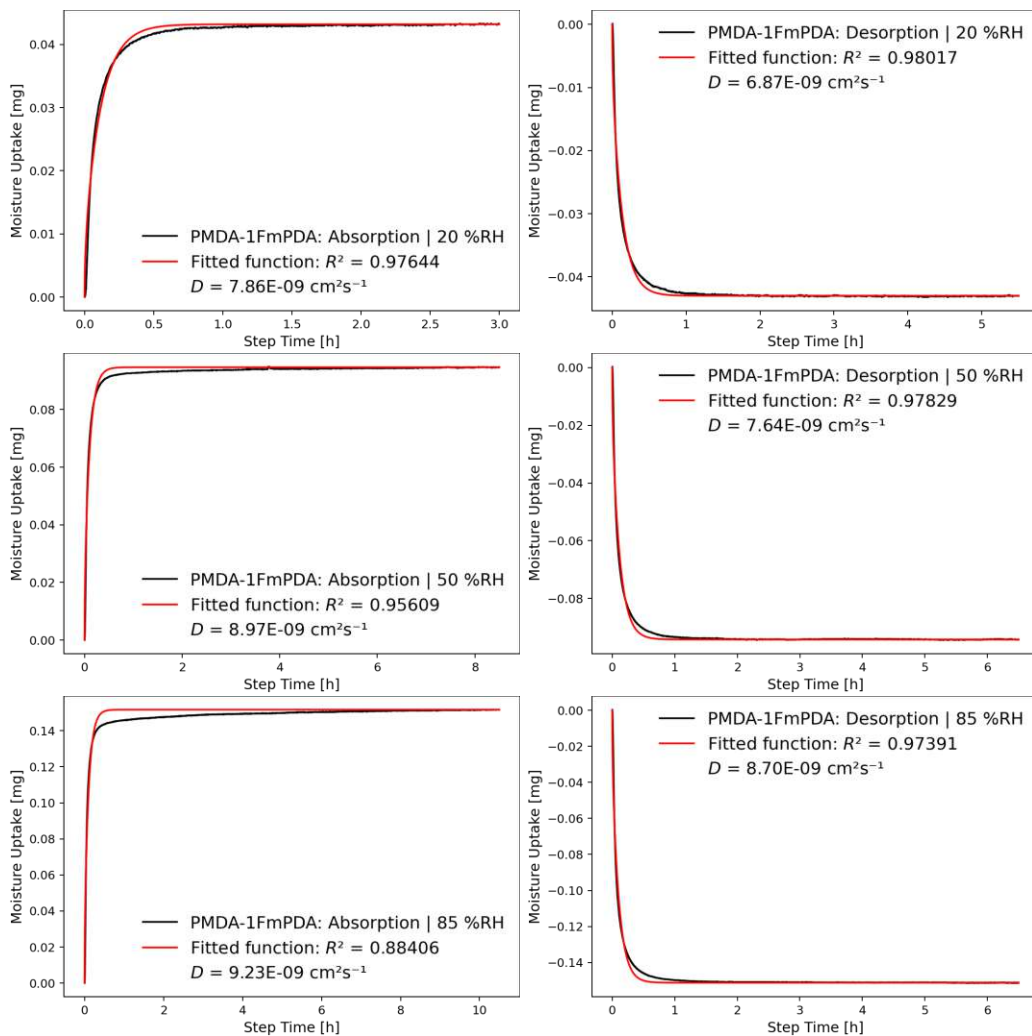 0.04
0.03
0.02
0.01
0.00
Moisture Uptake [mg]
PMDA-1FmPDA: Absorption | 20 %RH
Fitted function: R² = 0.97644
D = 7.86E-09 cm²s⁻¹
0.0 0.5 1.0 1.5 2.0 2.5 3.0
Step Time [h]
0.00
−0.01
−0.02
−0.03
−0.04
Moisture Uptake [mg]
PMDA-1FmPDA: Desorption | 20 %RH
Fitted function: R² = 0.98017
D = 6.87E-09 cm²s⁻¹
0 1 2 3 4 5
Step Time [h]
0.08
0.06
0.04
0.02
0.00
Moisture Uptake [mg]
PMDA-1FmPDA: Absorption | 50 %RH
Fitted function: R² = 0.95609
D = 8.97E-09 cm²s⁻¹
0 2 4 6 8
Step Time [h]
0.00
−0.02
−0.04
−0.06
−0.08
Moisture Uptake [mg]
PMDA-1FmPDA: Desorption | 50 %RH
Fitted function: R² = 0.97829
D = 7.64E-09 cm²s⁻¹
0 1 2 3 4 5 6
Step Time [h]
0.14
0.12
0.10
0.08
0.06
0.04
0.02
0.00
Moisture Uptake [mg]
PMDA-1FmPDA: Absorption | 85 %RH
Fitted function: R² = 0.88406
D = 9.23E-09 cm²s⁻¹
0 2 4 6 8 10
Step Time [h]
0.00
−0.02
−0.04
−0.06
−0.08
−0.10
−0.12
−0.14
Moisture Uptake [mg]
PMDA-1FmPDA: Desorption | 85 %RH
Fitted function: R² = 0.97391
D = 8.70E-09 cm²s⁻¹
0 1 2 3 4 5 6
Step Time [h]